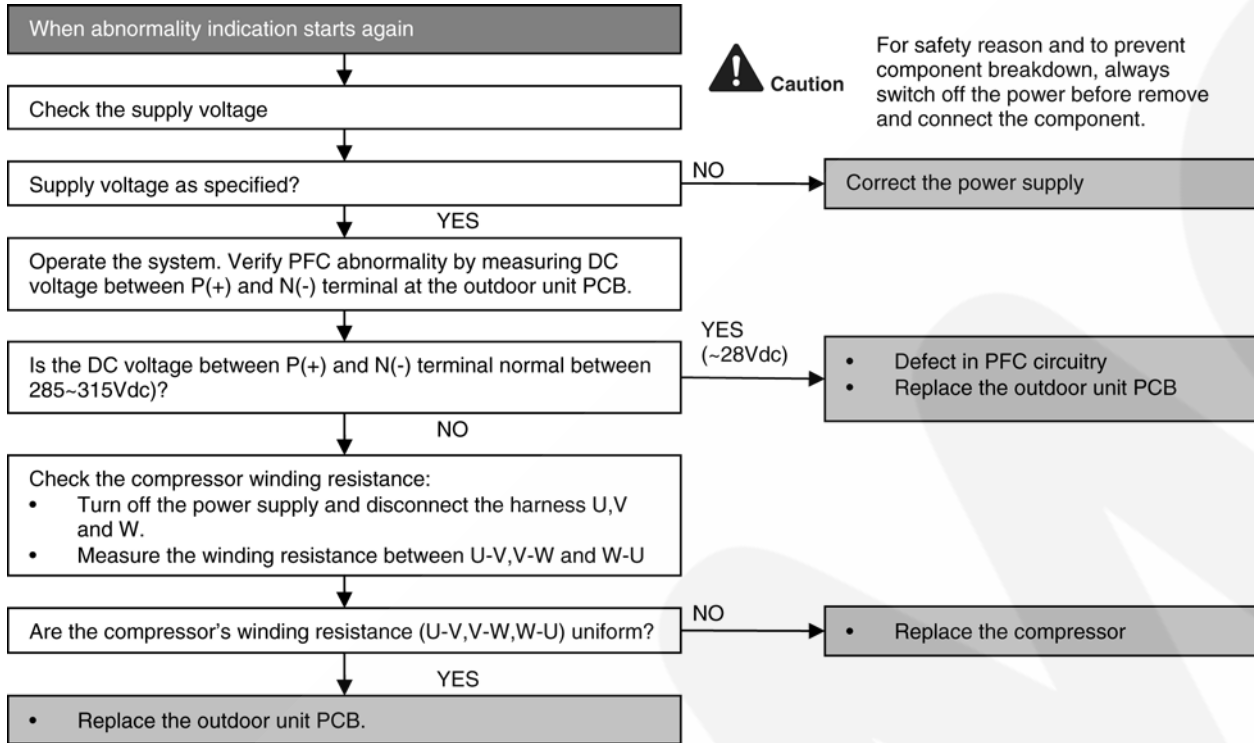 When abnormality indication starts again
Caution
For safety reason and to prevent
component breakdown, always
switch off the power before remove
and connect the component.
Check the supply voltage
Supply voltage as specified?
NO
Correct the power supply
YES
Operate the system. Verify PFC abnormality by measuring DC
voltage between P(+) and N(-) terminal at the outdoor unit PCB.
Is the DC voltage between P(+) and N(-) terminal normal between
285~315Vdc)?
YES
(~28Vdc)
• Defect in PFC circuitry
• Replace the outdoor unit PCB
NO
Check the compressor winding resistance:
• Turn off the power supply and disconnect the harness U,V
and W.
• Measure the winding resistance between U-V,V-W and W-U
Are the compressor's winding resistance (U-V,V-W,W-U) uniform?
NO
• Replace the compressor
YES
• Replace the outdoor unit PCB.